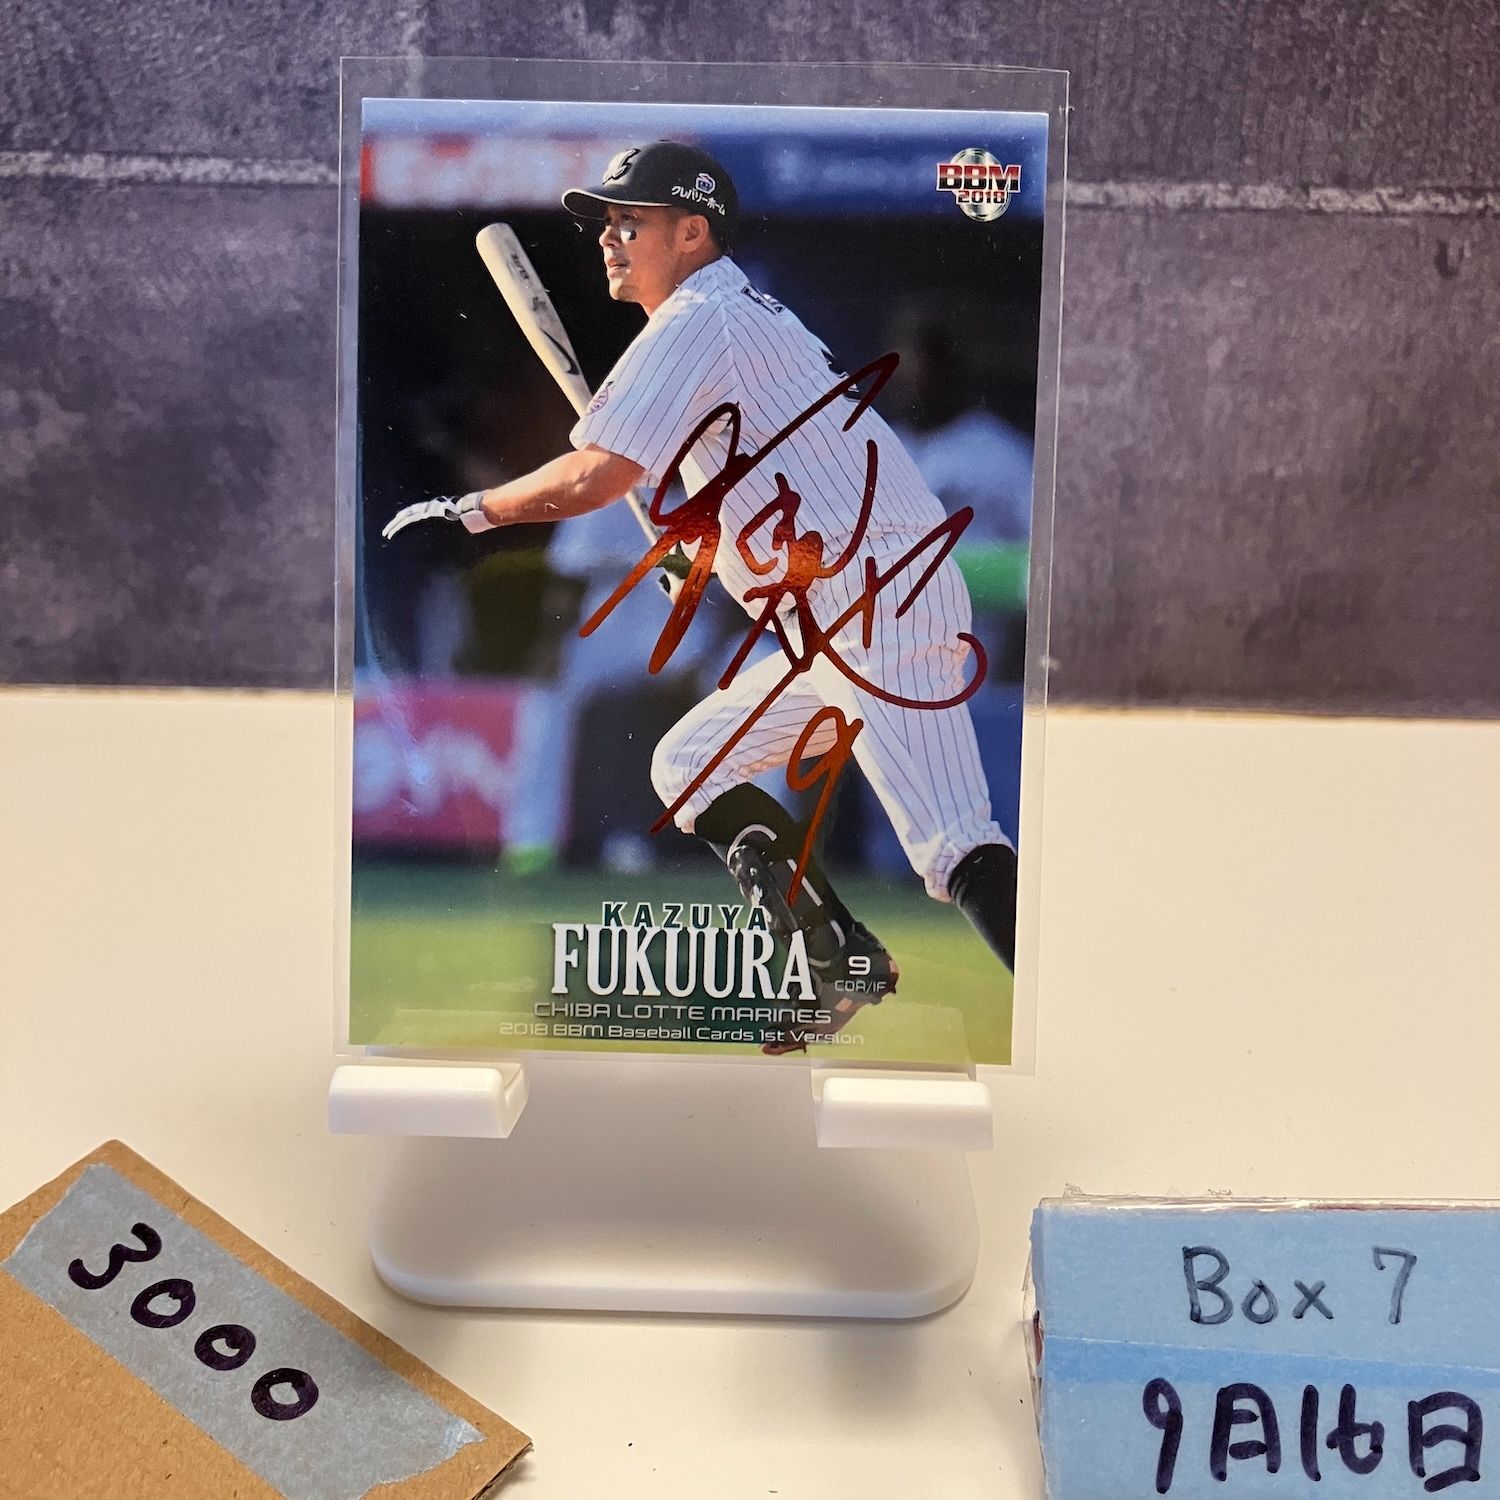 クレバリーホーム
BBM
2018
9
KAZUYA
FUKUURA
9
COA/IF
CHIBA LOTTE MARINES
2018 BBM Baseball Cards 1st Version
3000
Box 7
9月16日